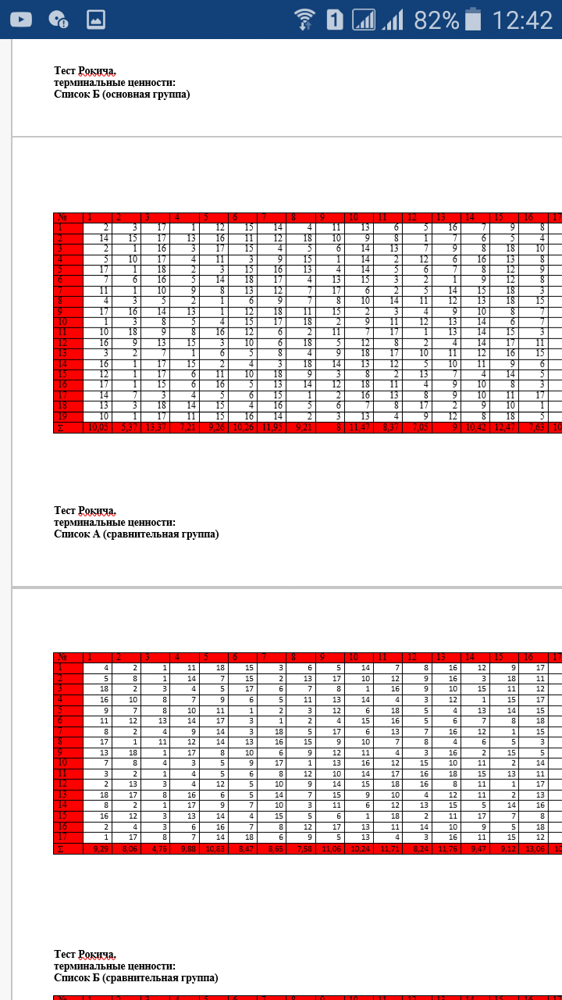 82% 12:42
Тест Рокича,
терминальные ценности:
Список Б (основная группа)
№ 1 2 3 4 5 6 7 8 9 10 11 12 13 14 15 16 17
1 2 3 17 1 12 15 14 4 11 13 6 5 16 7 9 8
2 14 15 17 13 16 11 12 18 10 9 8 1 7 6 5 4
3 2 1 16 3 17 15 4 5 6 14 13 7 9 8 18 10
4 5 10 17 4 11 3 9 15 1 14 2 12 6 16 13 8
5 17 1 18 2 3 15 16 13 4 14 5 6 7 8 12 9
6 7 6 16 5 14 18 17 4 13 15 3 2 1 9 12 8
7 11 1 10 9 8 13 12 7 17 6 2 5 14 15 18 3
8 4 3 5 2 1 6 9 7 8 10 14 11 12 13 18 15
9 17 16 14 13 1 12 18 11 15 2 3 4 9 10 8 7
10 1 3 8 5 4 15 17 18 2 9 11 12 13 14 6 7
11 10 18 9 8 16 12 6 2 11 7 17 1 13 14 15 3
12 16 9 13 15 3 10 6 18 5 12 8 2 4 14 17 11
13 3 2 7 1 6 5 8 4 9 18 17 10 11 12 16 15
14 16 1 17 15 2 4 3 18 14 13 12 5 10 11 9 6
15 12 1 17 6 11 10 18 9 3 8 2 13 7 4 14 5
16 17 1 15 6 16 5 13 14 12 18 11 4 9 10 8 3
17 14 7 3 4 5 6 15 1 2 16 13 8 9 10 11 17
18 13 3 18 14 15 4 16 5 6 7 8 17 2 9 10 1
19 10 1 17 11 15 16 14 2 3 13 4 9 12 8 18 5
Σ 10,05 5,37 13,37 7,21 9,26 10,26 11,95 9,21 8 11,47 8,37 7,05 9 10,42 12,47 7,63 10
Тест Рокича,
терминальные ценности:
Список А (сравнительная группа)
№ 1 2 3 4 5 6 7 8 9 10 11 12 13 14 15 16 17
1 4 2 1 11 18 15 3 6 5 14 7 8 16 12 9 17
2 5 8 1 14 7 15 2 13 17 10 12 9 16 3 18 11
3 18 2 3 4 5 17 6 7 8 1 16 9 10 15 11 12
4 16 10 8 7 9 6 5 11 13 14 4 3 12 1 15 17
5 9 7 8 10 11 1 2 3 12 6 18 5 4 13 14 15
6 11 12 13 14 17 3 1 2 4 15 16 5 6 7 8 18
7 8 2 4 9 14 3 18 5 17 6 13 7 16 12 1 15
8 17 1 11 12 14 13 16 15 9 10 7 8 4 6 5 3
9 13 18 1 17 8 10 6 9 12 11 4 3 16 2 15 5
10 7 8 4 3 5 9 17 1 13 16 12 15 10 11 2 14
11 3 2 1 4 5 6 8 12 10 14 17 16 18 15 13 11
12 2 13 3 4 12 5 10 9 14 15 18 16 8 11 1 17
13 18 17 8 16 6 5 14 7 15 9 10 4 12 11 2 13
14 8 2 1 17 9 7 10 3 11 6 12 13 15 5 14 16
15 16 12 3 13 14 4 15 5 6 1 18 2 11 17 7 8
16 2 4 3 6 16 7 8 12 17 13 11 14 10 9 5 18
17 1 17 8 7 14 18 6 9 5 13 4 3 16 11 15 12
Σ 9,29 8,06 4,76 9,88 10,83 8,47 8,65 7,58 11,06 10,24 11,71 8,24 11,76 9,47 9,12 13,06 10
Тест Рокича,
терминальные ценности:
Список Б (сравнительная группа)